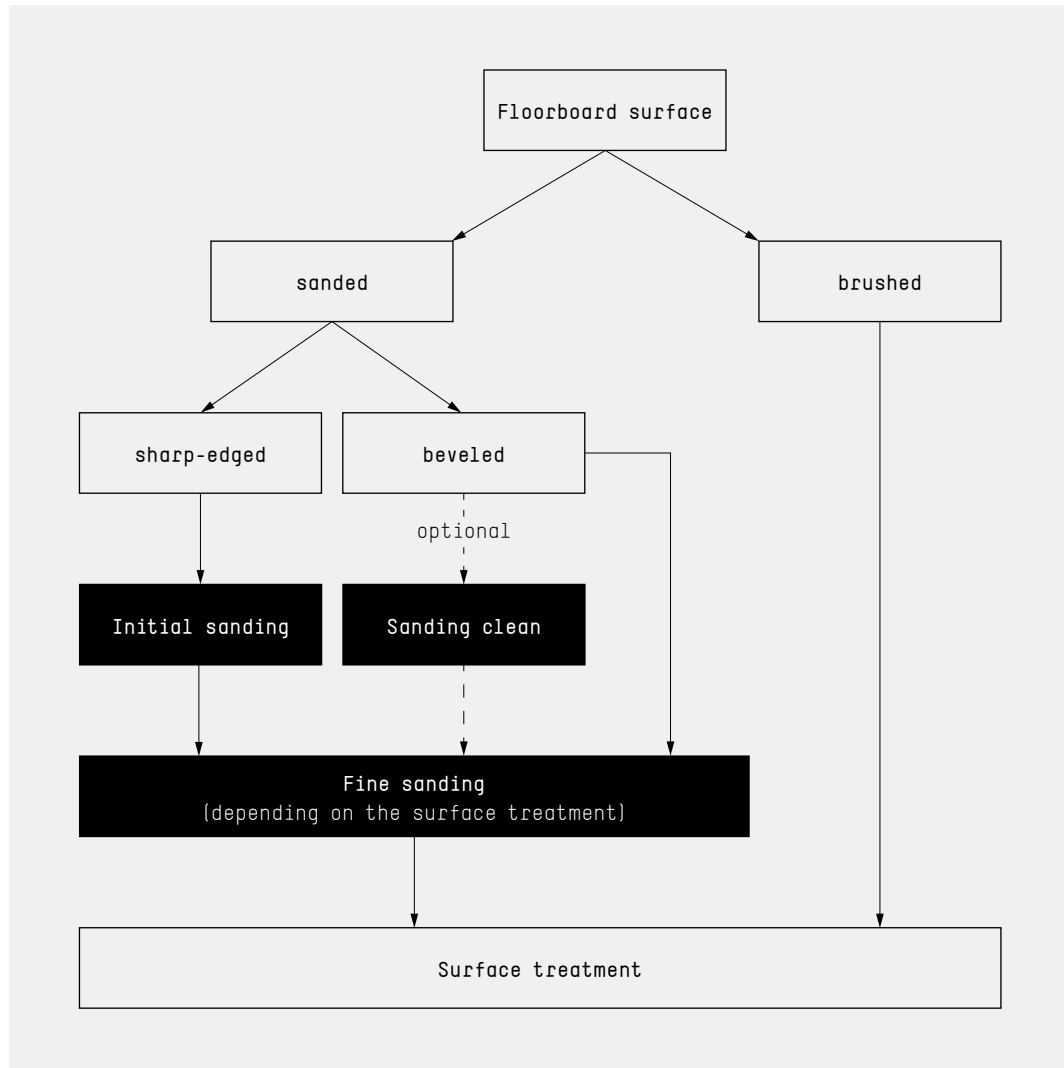 Floorboard surface
sanded
brushed
sharp-edged
beveled
optional
Initial sanding
Sanding clean
Fine sanding
(depending on the surface treatment)
Surface treatment